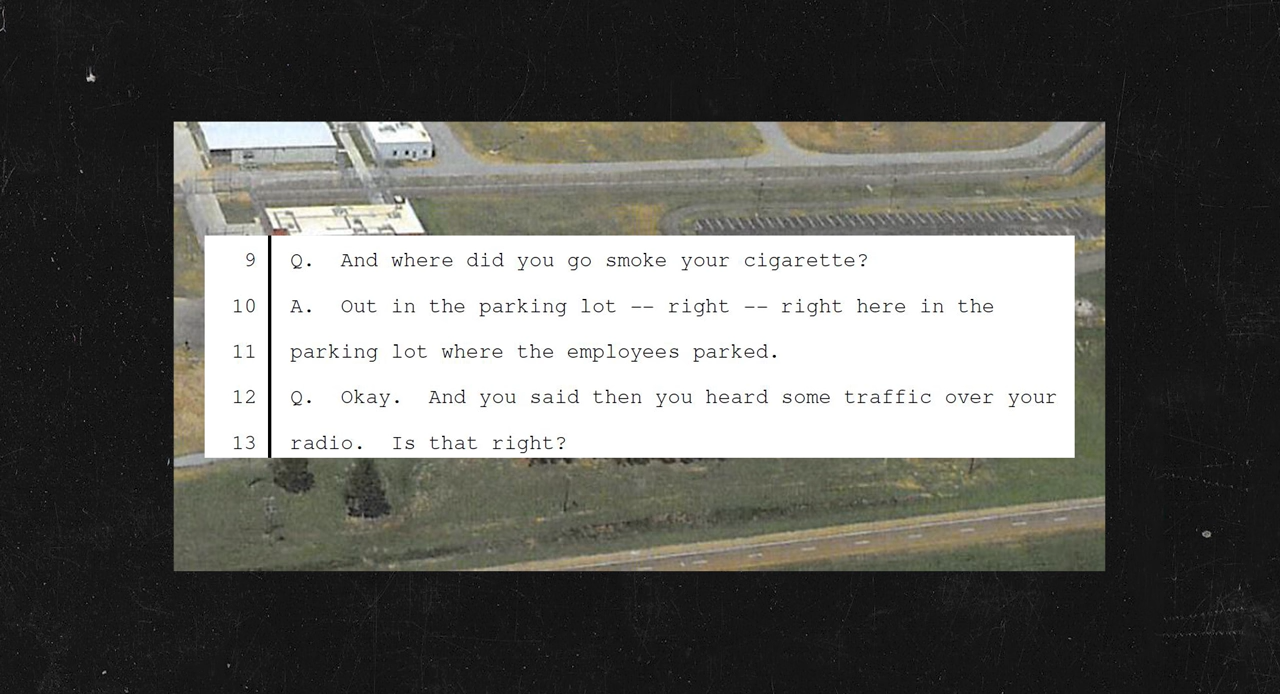 9 Q. And where did you go smoke your cigarette?
10 A. Out in the parking lot -- right -- right here in the
11 parking lot where the employees parked.
12 Q. Okay. And you said then you heard some traffic over your
13 radio. Is that right?